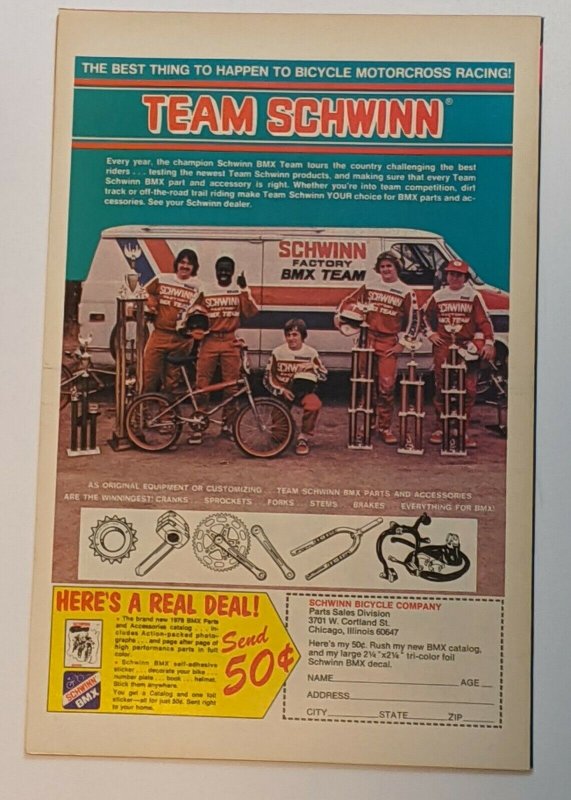 THE BEST THING TO HAPPEN TO BICYCLE MOTORCROSS RACING!
TEAM SCHWINN®
Every year, the champion Schwinn BMX Team tours the country challenging the best
riders . . . testing the newest Team Schwinn products, and making sure that every Team
Schwinn BMX part and accessory is right. Whether you're into team competition, dirt
track or off-the-road trail riding make Team Schwinn YOUR choice for BMX parts and ac-
cessories. See your Schwinn dealer.
SCHWINN
FACTORY
BMX TEAM
SCHWINN
SCHWINN
SCHWINN
SCHWINN
AS ORIGINAL EQUIPMENT OR CUSTOMIZING . . . TEAM SCHWINN BMX PARTS AND ACCESSORIES
ARE THE WINNINGEST! CRANKS . . . SPROCKETS . . . FORKS . . . STEMS . . . BRAKES . . . EVERYTHING FOR BMX!
HERE'S A REAL DEAL!
• The brand new 1978 BMX Parts
and Accessories catalog . . . in-
cludes Action-packed photo-
graphs . . . and page after page of
high performance parts in full
color.
• Schwinn BMX self-adhesive
sticker . . . decorate your bike . . .
number plate . . . book . . . helmet.
Stick them anywhere.
You get a Catalog and one foil
sticker—all for just 50¢. Sent right
to your home.
SCHWINN
BMX
Send
50¢
SCHWINN BICYCLE COMPANY
Parts Sales Division
3701 W. Cortland St.
Chicago, Illinois 60647
Here's my 50¢. Rush my new BMX catalog,
and my large 2¼"x2¼" tri-color foil
Schwinn BMX decal.
NAME AGE
ADDRESS
CITY STATE ZIP